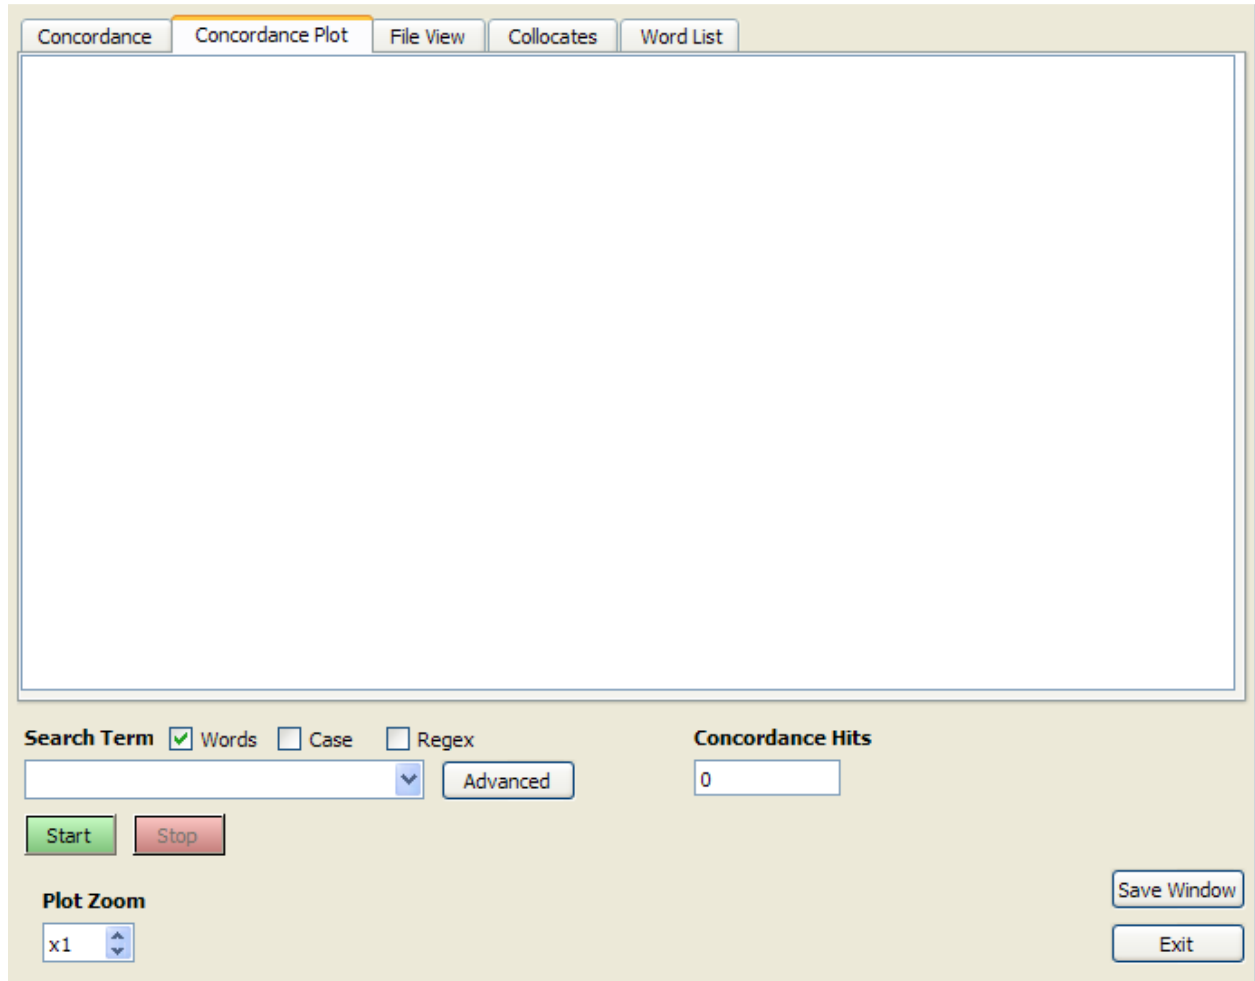 Concordance Concordance Plot File View Collocates Word List
Search Term Words Case Regex Concordance Hits
Advanced 0
Start Stop
Save Window
Plot Zoom
x1 Exit